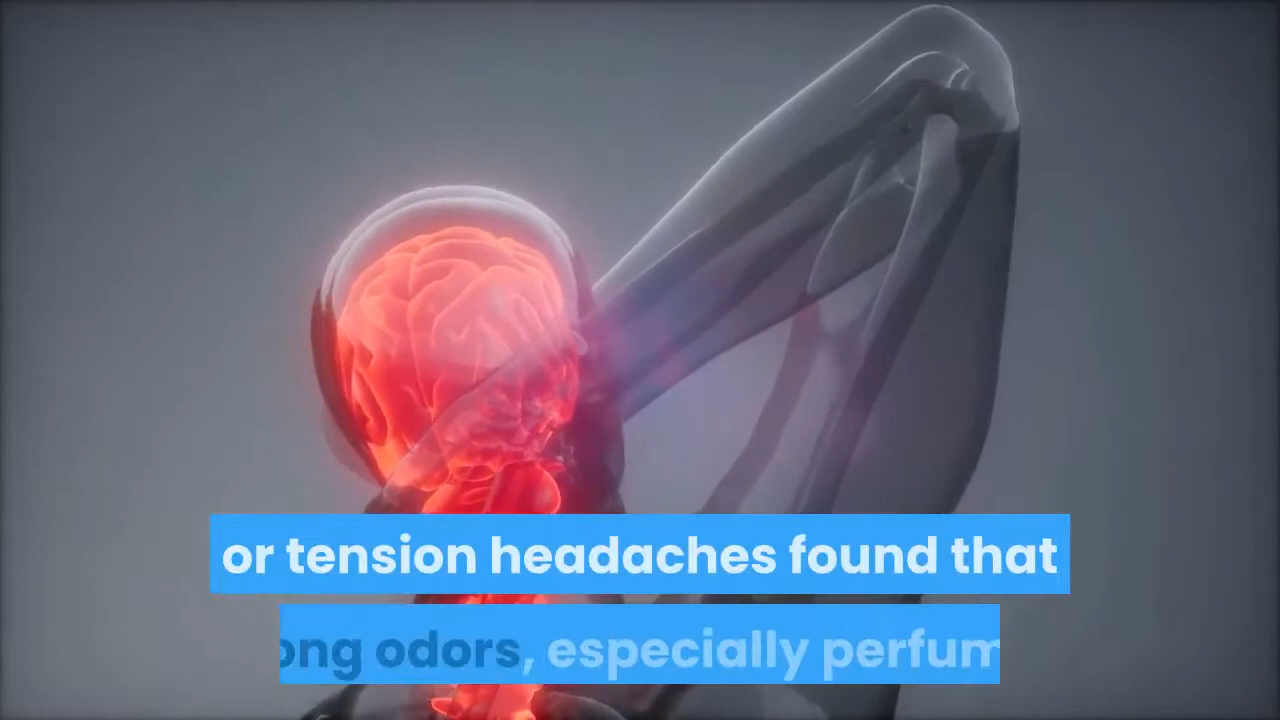 or tension headaches found that
odors, especially